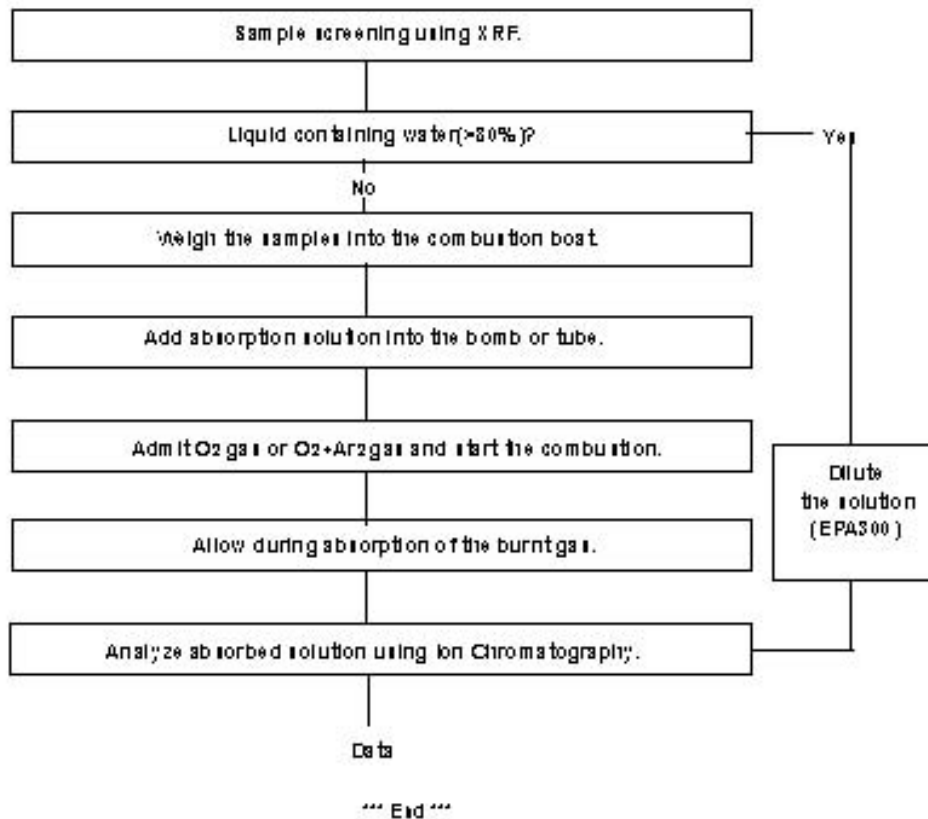 Sample screening using XRF.
Liquid containing water(>80%)?
Yes
No
Weigh the samples into the combustion boat.
Add absorption solution into the bomb or tube.
Admit O2 gas or O2+Ar2 gas and start the combustion.
Dilute
the solution
(EPA300)
Allow during absorption of the burnt gas.
Analyze absorbed solution using Ion Chromatography.
Data
*** End ***